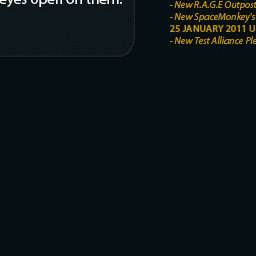 eyes open on them.
- New R.A.G.E Outpost
- New SpaceMonkey's
25 JANUARY 2011 U
- New Test Alliance Ple